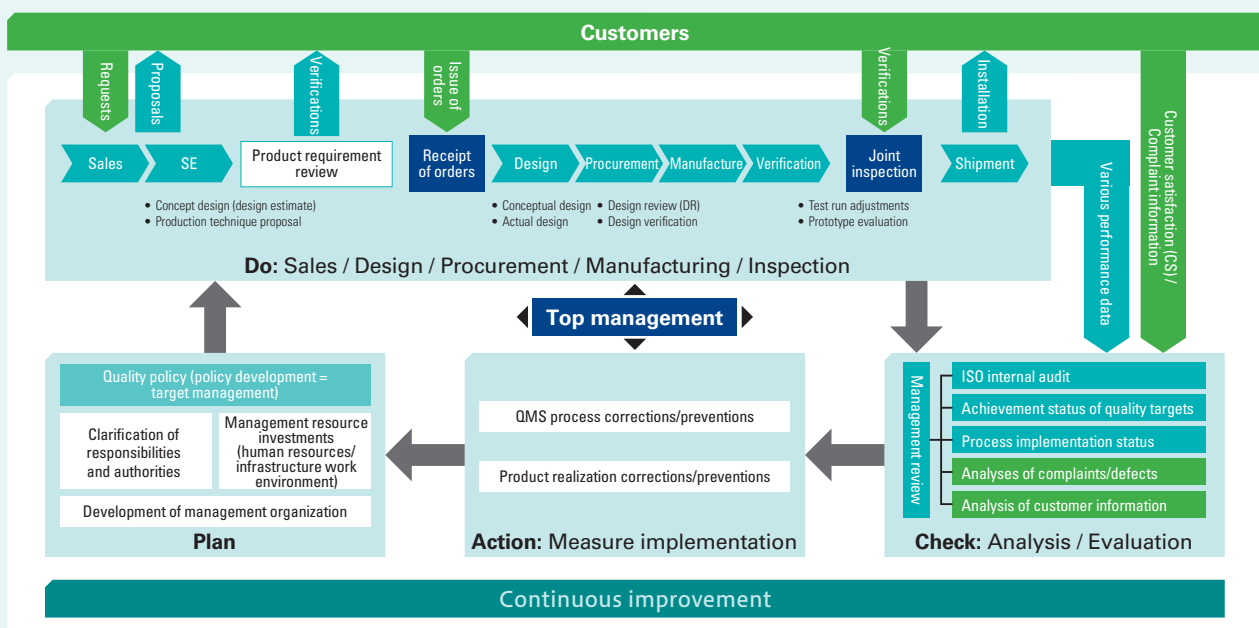 Customers
Requests
Proposals
Verifications
Issue of
orders
Verifications
Installation
Customer satisfaction (CS) /
Complaint information
Various performance data
Sales
SE
Product requirement
review
Receipt
of orders
Design
Procurement
Manufacture
Verification
Joint
inspection
Shipment
• Concept design (design estimate)
• Production technique proposal
• Conceptual design
• Actual design
• Design review (DR)
• Design verification
• Test run adjustments
• Prototype evaluation
Do: Sales / Design / Procurement / Manufacturing / Inspection
Top management
Quality policy (policy development =
target management)
Clarification of
responsibilities
and authorities
Management resource
investments
(human resources/
infrastructure work
environment)
Development of management organization
Plan
QMS process corrections/preventions
Product realization corrections/preventions
Action: Measure implementation
Management review
ISO internal audit
Achievement status of quality targets
Process implementation status
Analyses of complaints/defects
Analysis of customer information
Check: Analysis / Evaluation
Continuous improvement